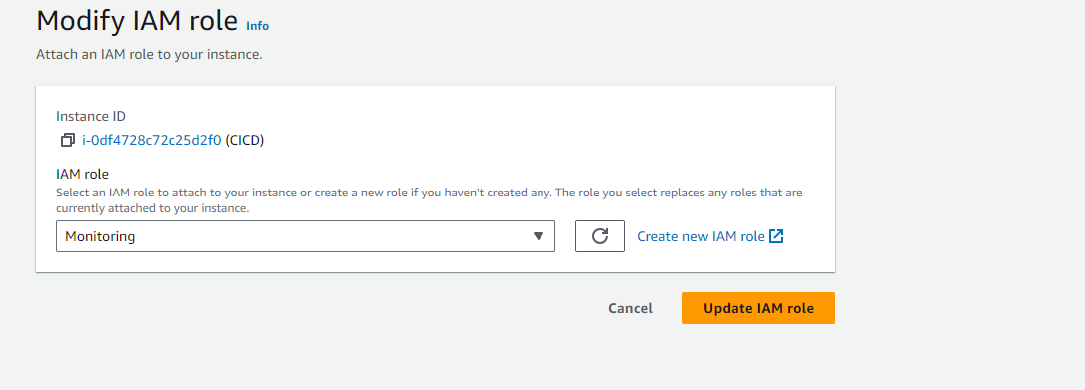 Modify IAM role Info
Attach an IAM role to your instance.
Instance ID
i-0df4728c72c25d2f0 (CICD)
IAM role
Select an IAM role to attach to your instance or create a new role if you haven't created any. The role you select replaces any roles that are
currently attached to your instance.
Monitoring
Create new IAM role
Cancel
Update IAM role